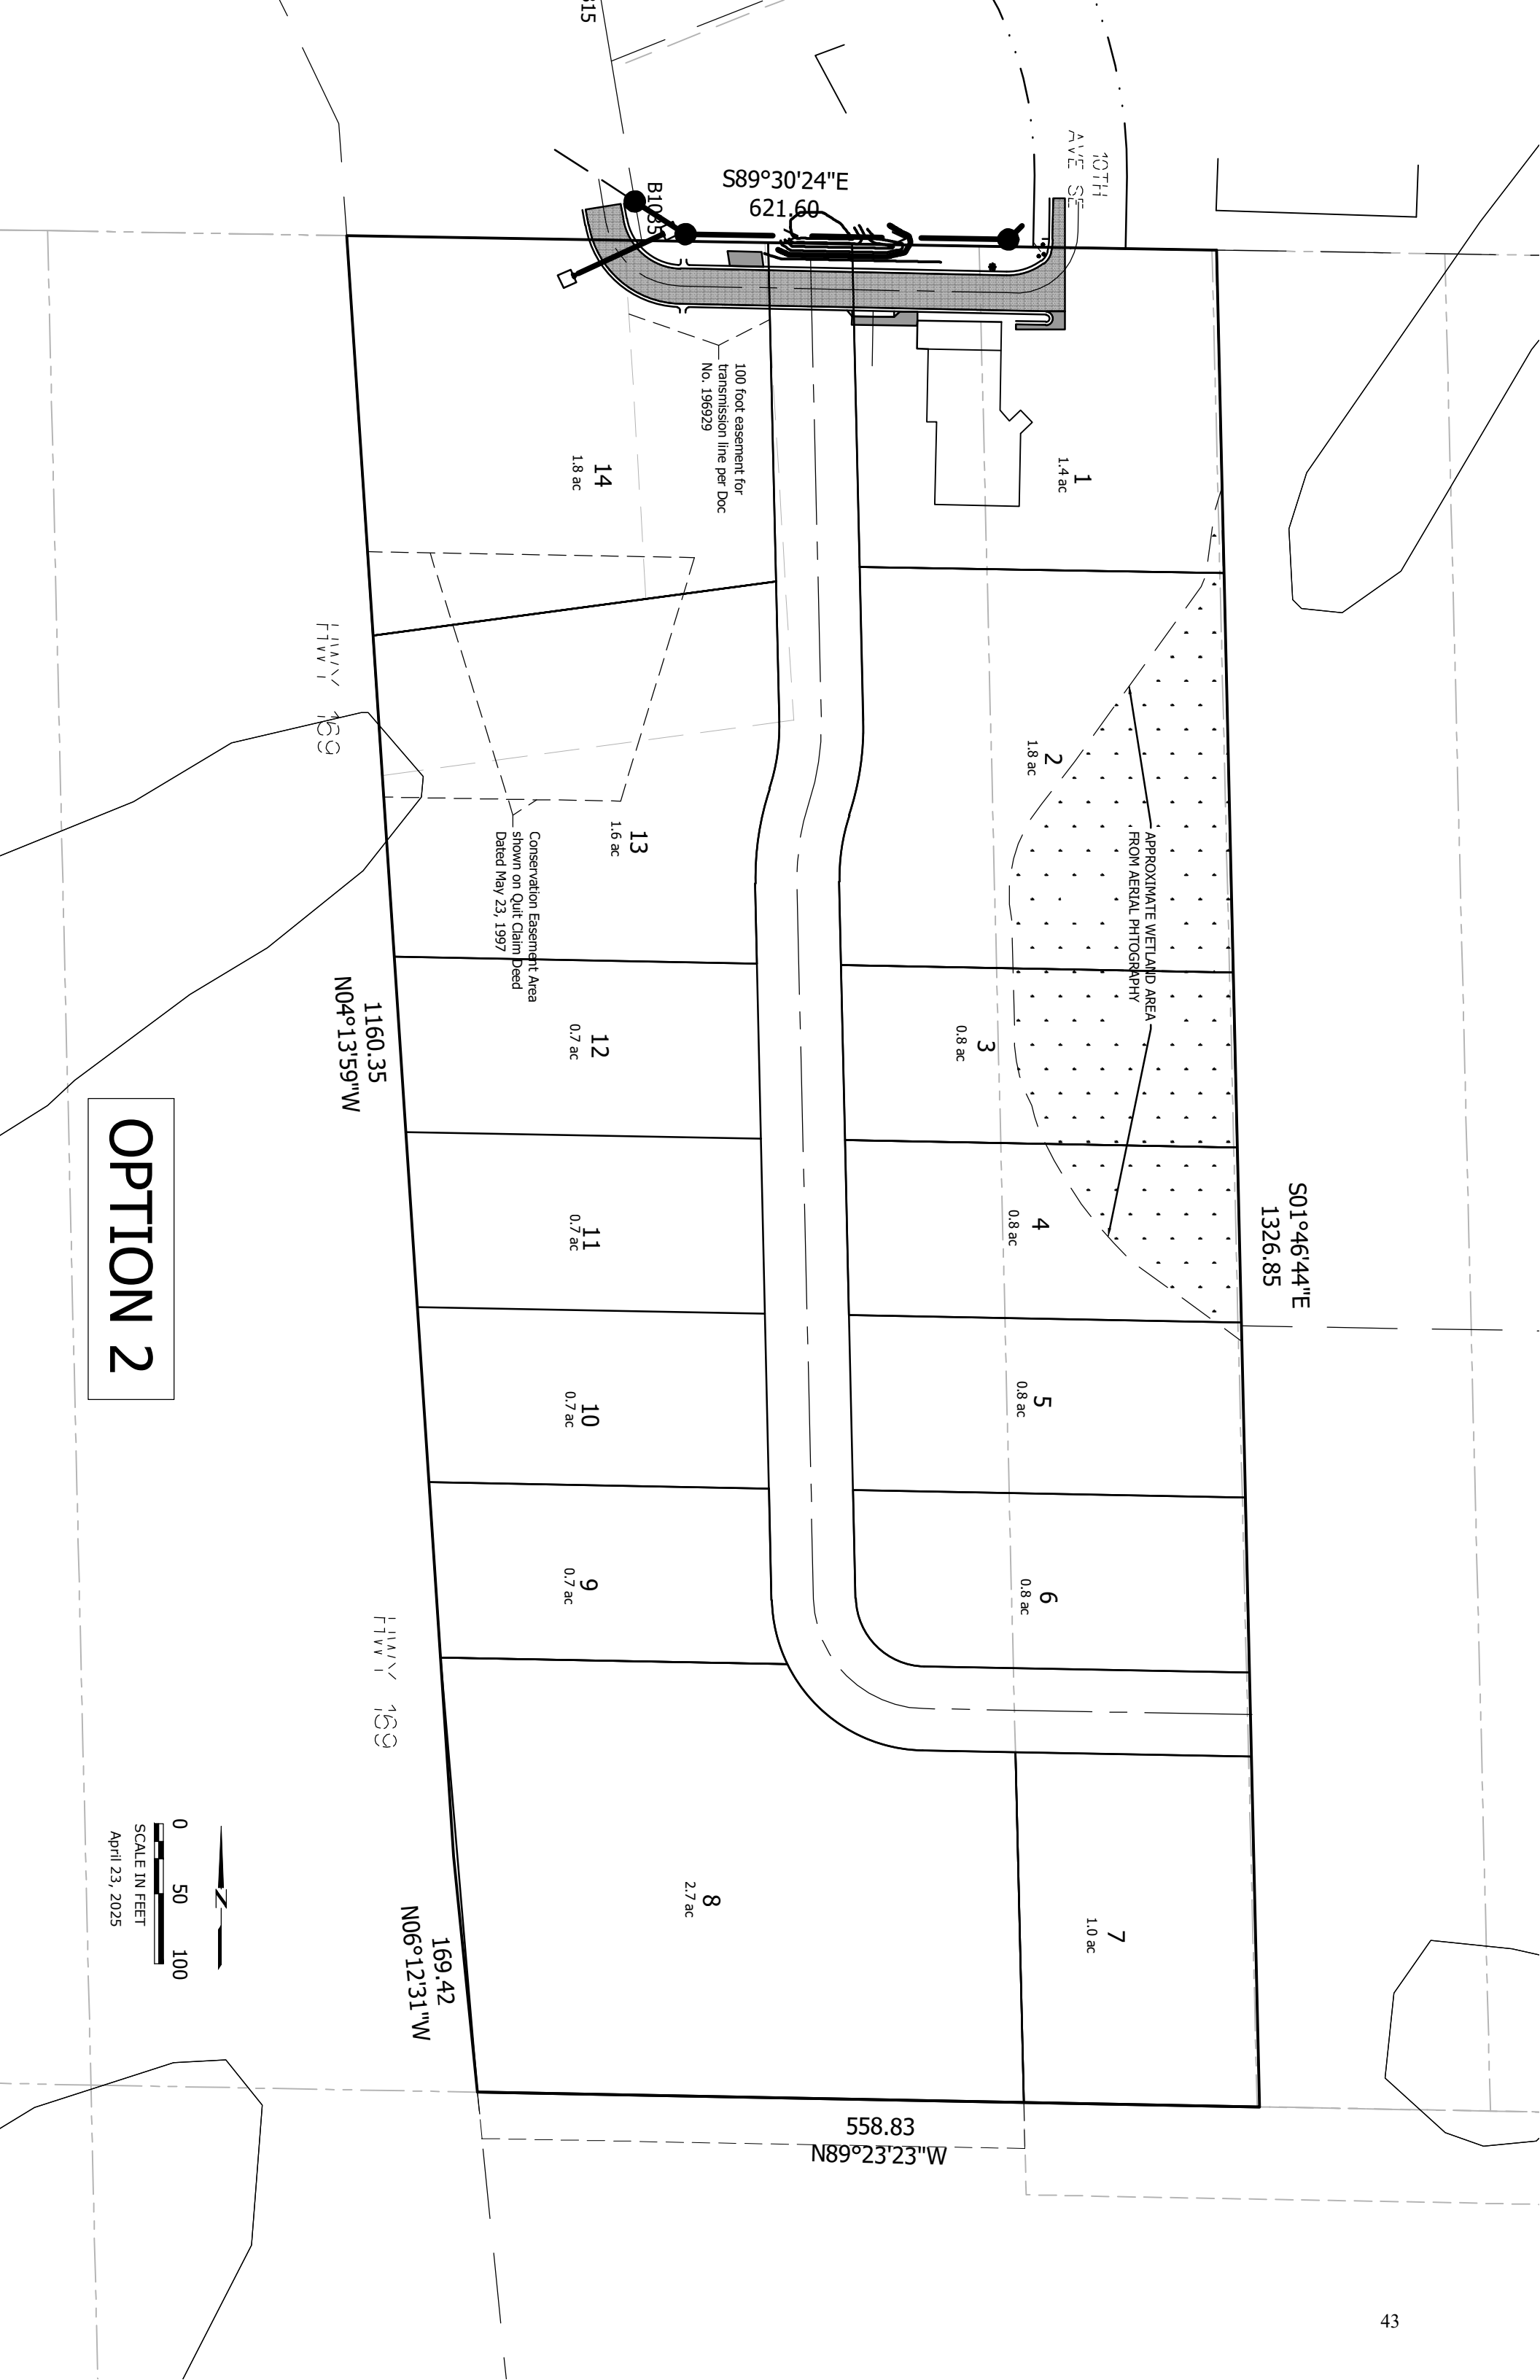 315
10TH
AVE SE
S89°30'24"E
621.60
B1035
100 foot easement for
transmission line per Doc
No. 196929
1
1.4 ac
14
1.8 ac
HWY 169
2
1.8 ac
13
1.6 ac
APPROXIMATE WETLAND AREA
FROM AERIAL PHTOGRAPHY
Conservation Easement Area
shown on Quit Claim Deed
Dated May 23, 1997
1160.35
N04°13'59"W
12
0.7 ac
3
0.8 ac
OPTION 2
11
0.7 ac
4
0.8 ac
S01°46'44"E
1326.85
10
0.7 ac
5
0.8 ac
9
0.7 ac
6
0.8 ac
HWY 169
8
2.7 ac
7
1.0 ac
0 50 100
SCALE IN FEET
April 23, 2025
N
169.42
N06°12'31"W
558.83
N89°23'23"W
43